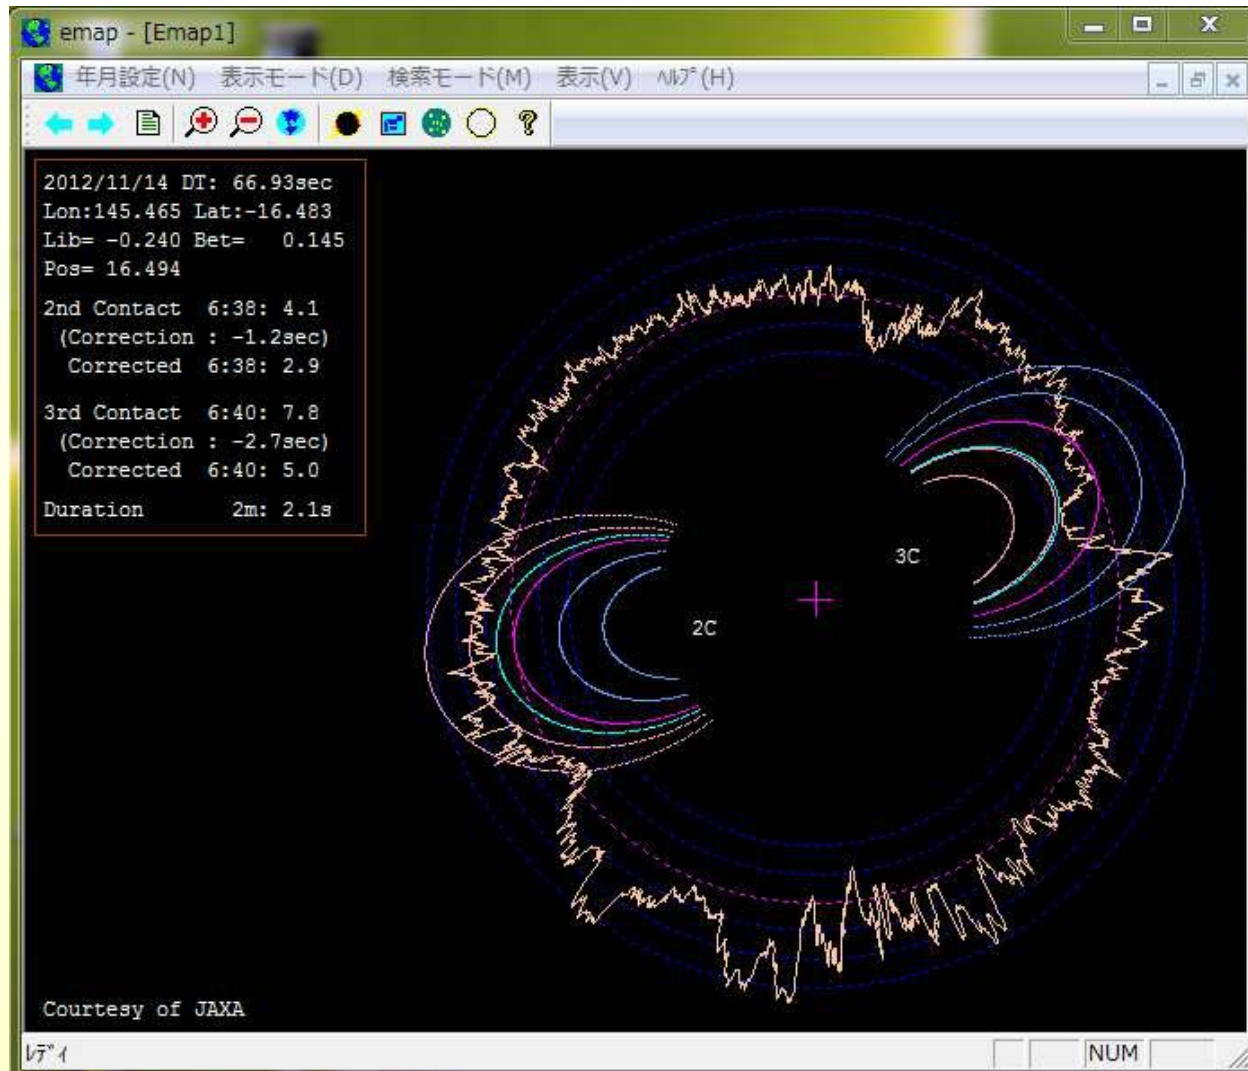 emap - [Emap1]
年月設定(N) 表示モード(D) 検索モード(M) 表示(V) ﾍﾙﾌﾟ(H)
2012/11/14 DT: 66.93sec
Lon:145.465 Lat:-16.483
Lib= -0.240 Bet= 0.145
Pos= 16.494
2nd Contact 6:38: 4.1
(Correction : -1.2sec)
Corrected 6:38: 2.9
3rd Contact 6:40: 7.8
(Correction : -2.7sec)
Corrected 6:40: 5.0
Duration 2m: 2.1s
3C
2C
Courtesy of JAXA
ﾚﾃﾞｨ
NUM